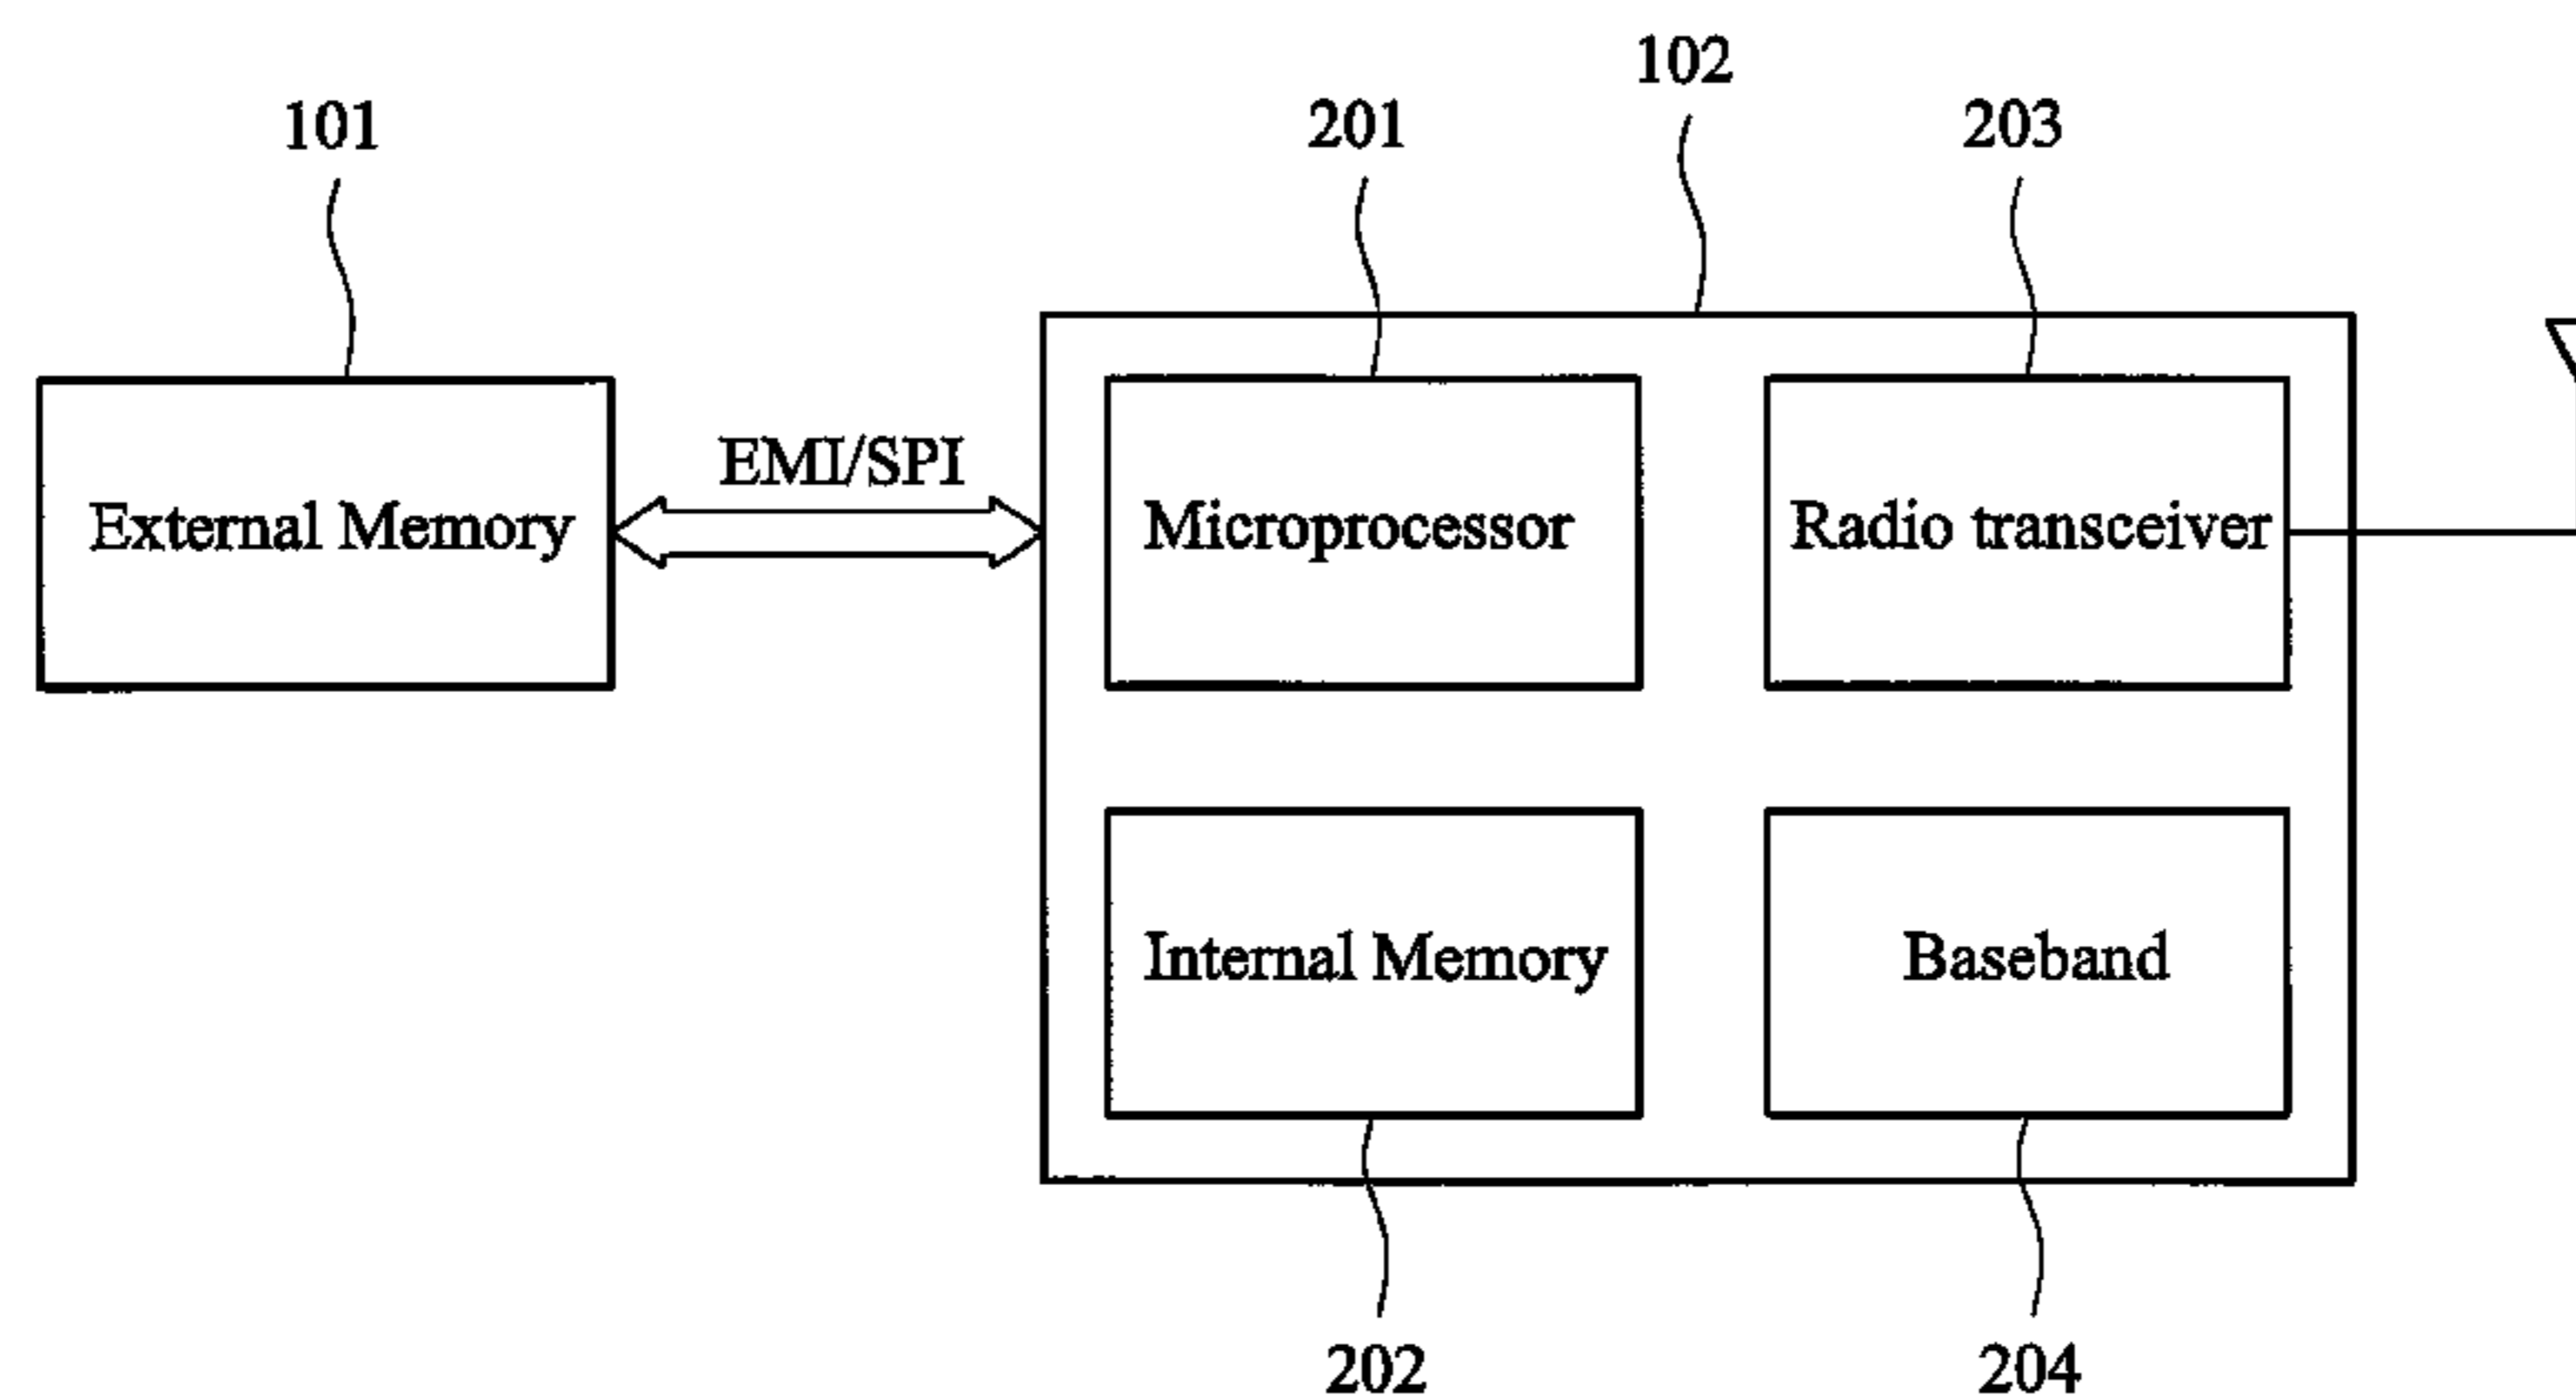 102
101
201
203
EMI/SPI
External Memory
Microprocessor
Radio transceiver
Internal Memory
Baseband
202
204